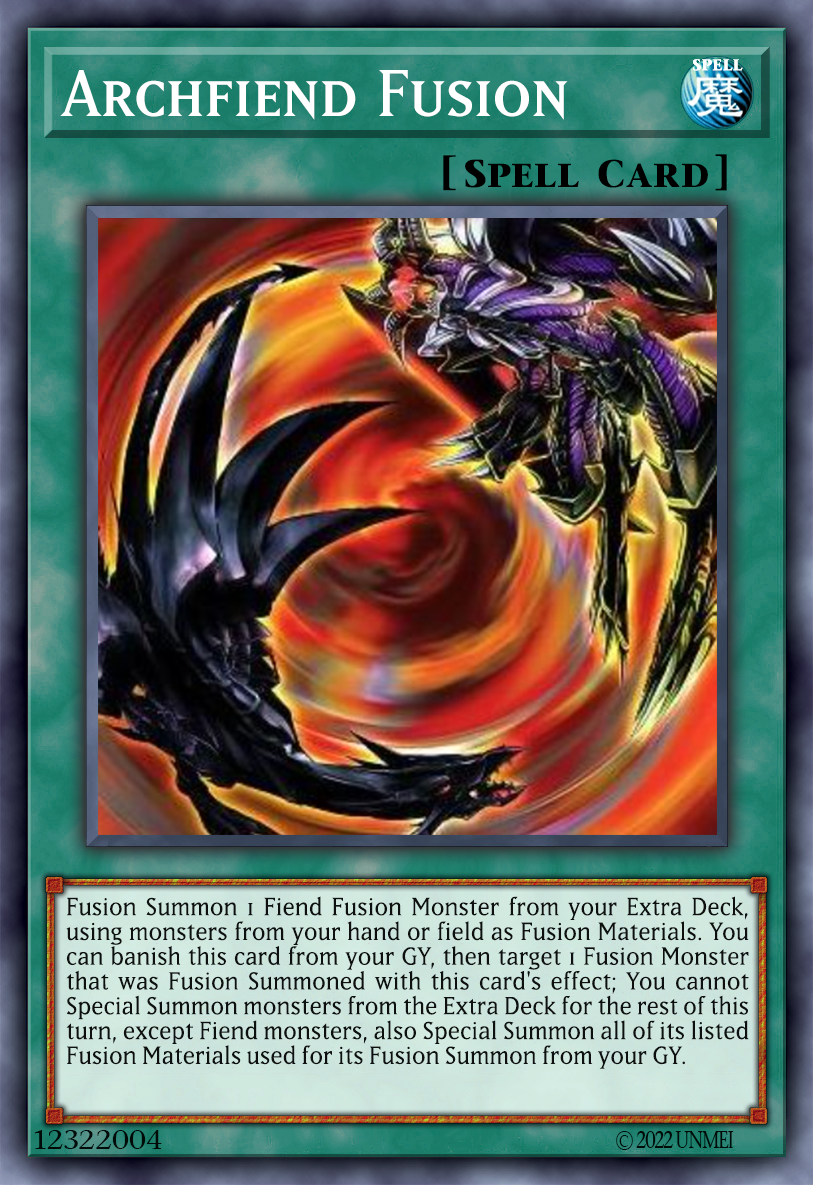 Archfiend Fusion
SPELL
魔
[Spell Card]
Fusion Summon 1 Fiend Fusion Monster from your Extra Deck,
using monsters from your hand or field as Fusion Materials. You
can banish this card from your GY, then target 1 Fusion Monster
that was Fusion Summoned with this card's effect; You cannot
Special Summon monsters from the Extra Deck for the rest of this
turn, except Fiend monsters, also Special Summon all of its listed
Fusion Materials used for its Fusion Summon from your GY.
12322004
© 2022 UNMEI